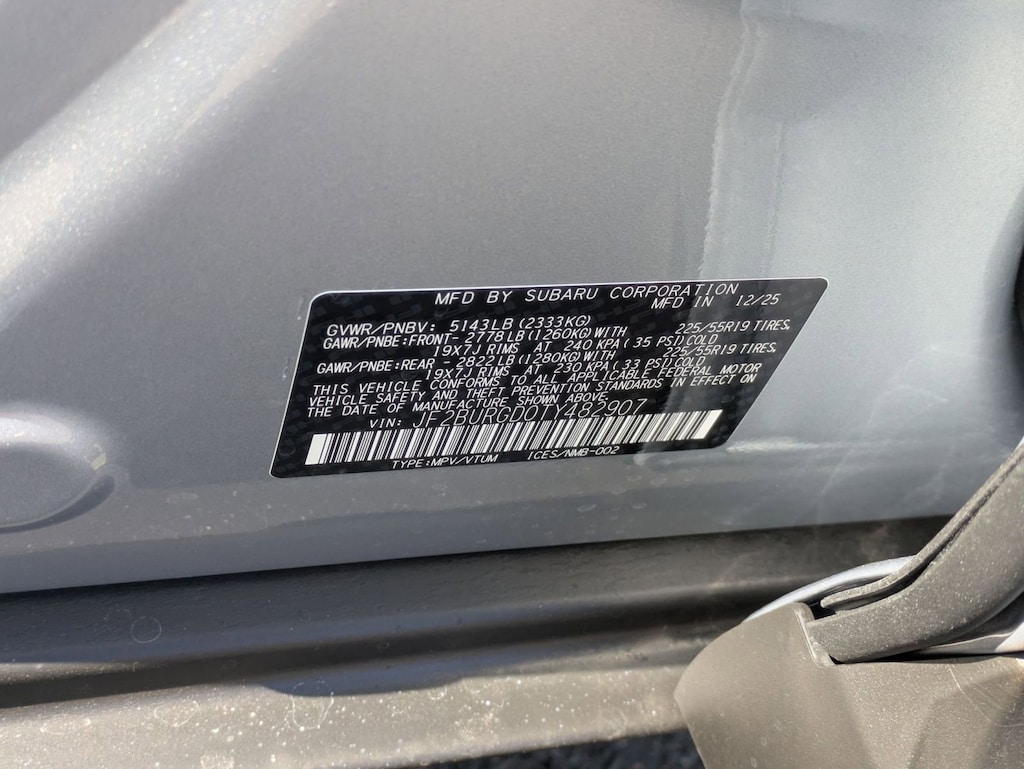 MFD BY SUBARU CORPORATION
MFD IN 12/25
GVWR/PNBV: 5143LB (2333KG)
GAWR/PNBE:FRONT- 2778LB (1260KG)WITH 225/55R19 TIRES,
19X7J RIMS AT 240 KPA (35 PSI)COLD
GAWR/PNBE:REAR - 2822LB (1280KG)WITH 225/55R19 TIRES,
19X7J RIMS AT 230 KPA (33 PSI)COLD
THIS VEHICLE CONFORMS TO ALL APPLICABLE FEDERAL MOTOR
VEHICLE SAFETY AND THEFT PREVENTION STANDARDS IN EFFECT ON
THE DATE OF MANUFACTURE SHOWN ABOVE.
VIN: JF2BURGD0TY482907
TYPE:MPV/VTUM ICES/NMB-002